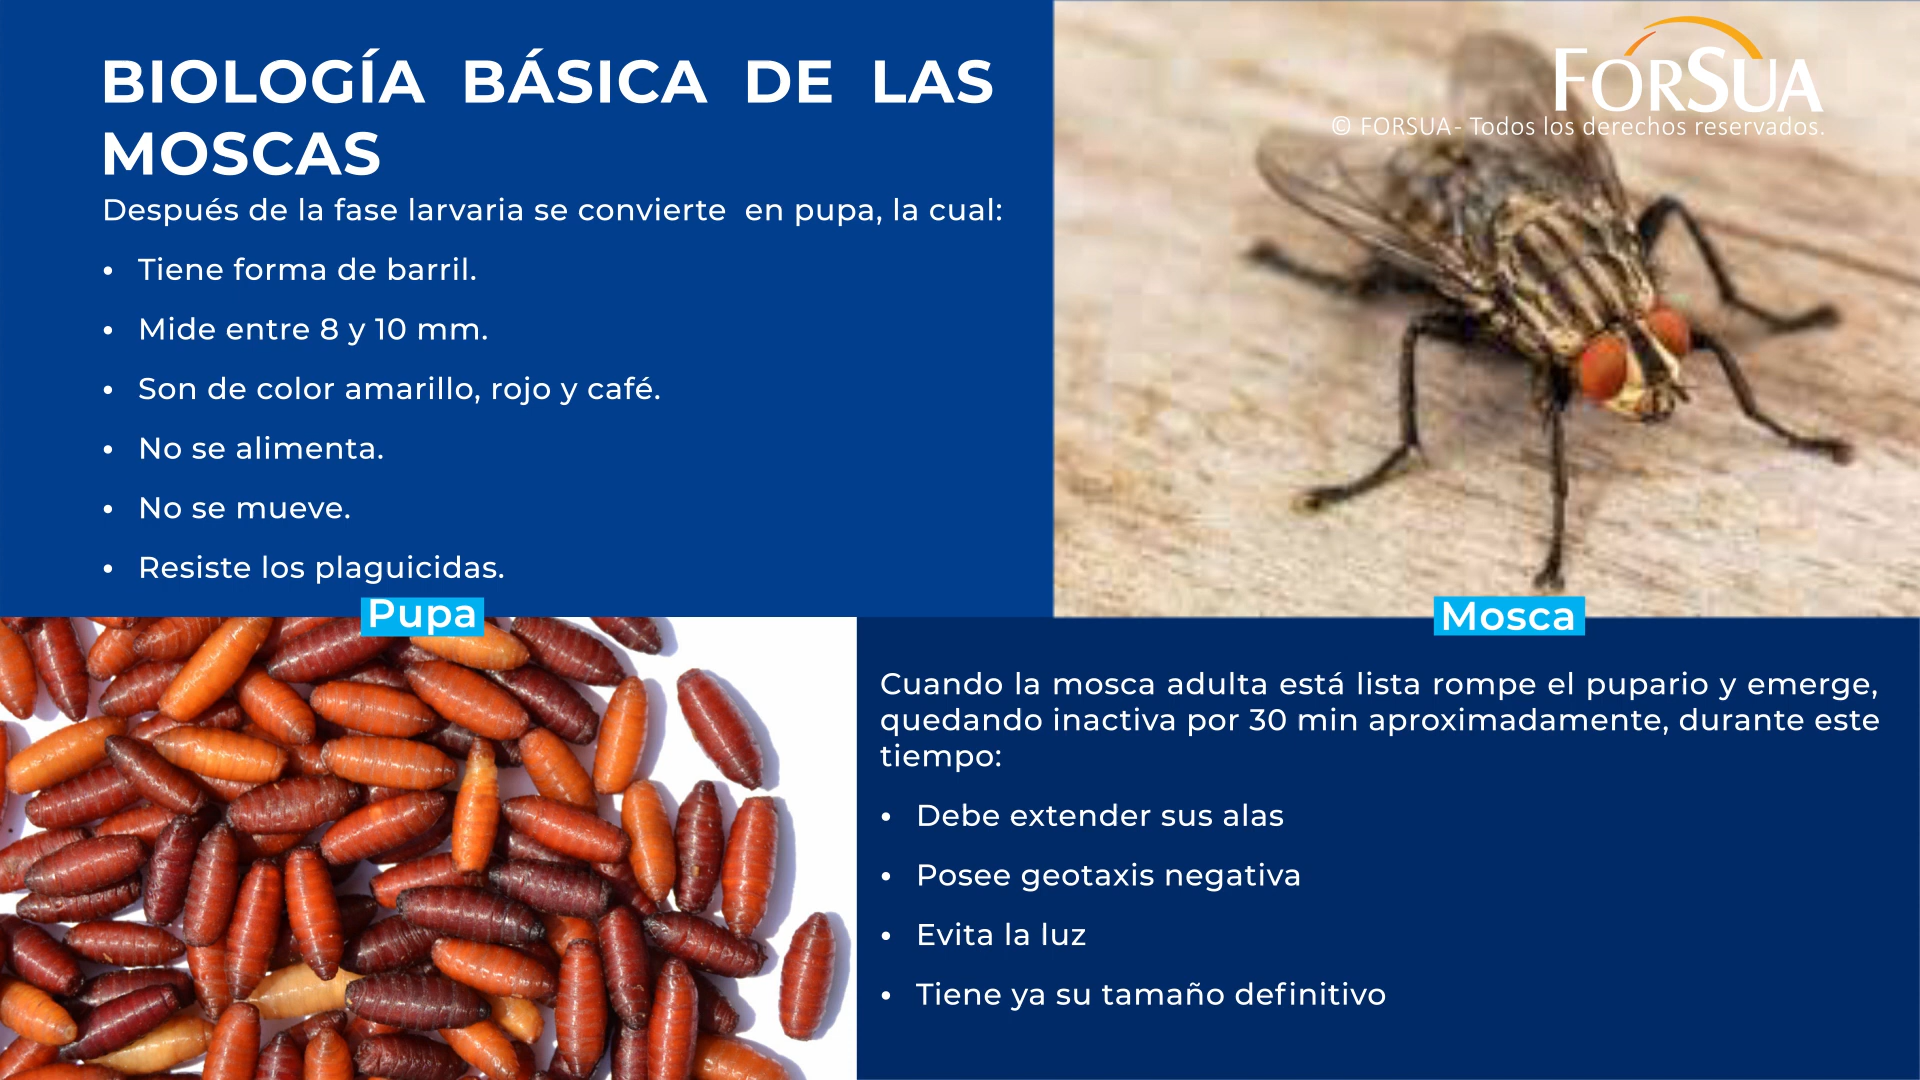 BIOLOGÍA BÁSICA DE LAS
MOSCAS
Después de la fase larvaria se convierte en pupa, la cual:
• Tiene forma de barril.
• Mide entre 8 y 10 mm.
• Son de color amarillo, rojo y café.
• No se alimenta.
• No se mueve.
• Resiste los plaguicidas.
Pupa
FORSUA
© FORSUA- Todos los derechos reservados.
Mosca
Cuando la mosca adulta está lista rompe el pupario y emerge,
quedando inactiva por 30 min aproximadamente, durante este
tiempo:
• Debe extender sus alas
• Posee geotaxis negativa
• Evita la luz
• Tiene ya su tamaño definitivo